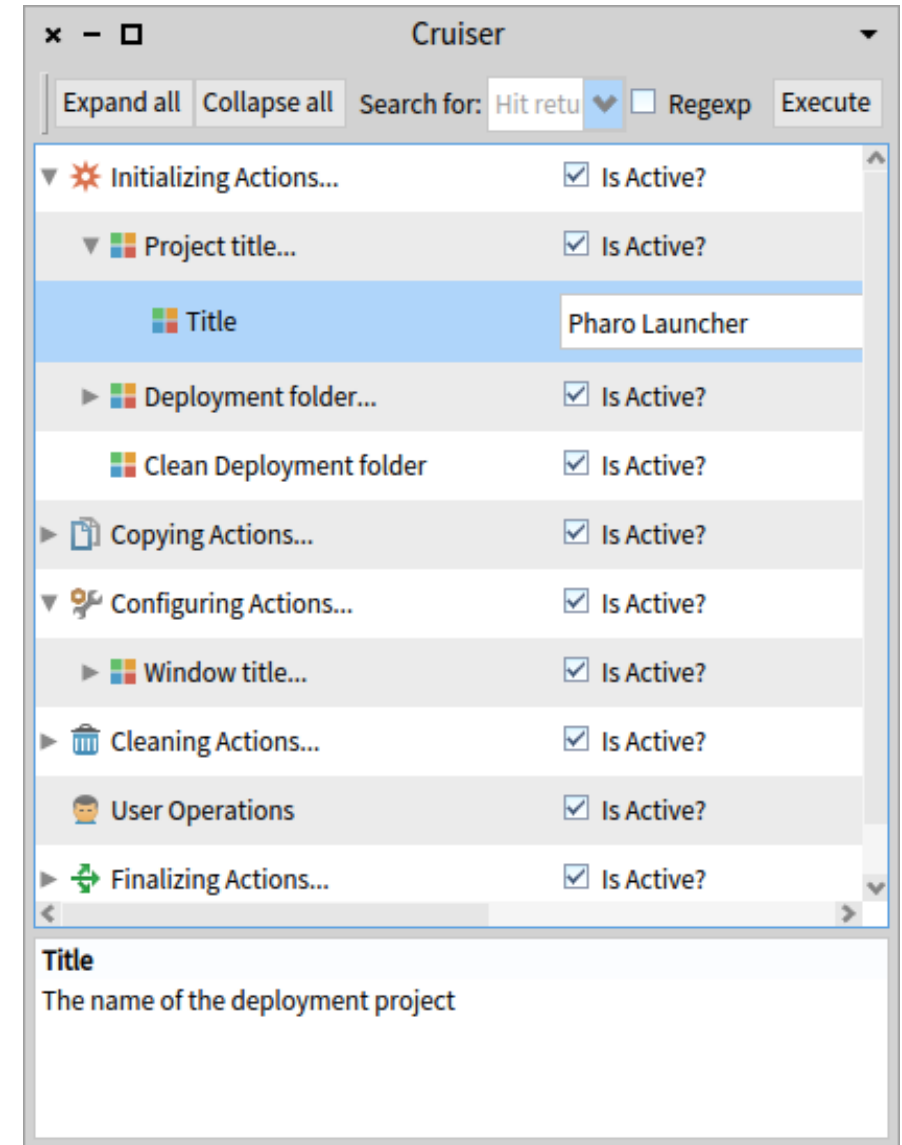 Cruiser
Expand all Collapse all Search for: Hit retu Regexp Execute
Initializing Actions... Is Active?
Project title... Is Active?
Title Pharo Launcher
Deployment folder... Is Active?
Clean Deployment folder Is Active?
Copying Actions... Is Active?
Configuring Actions... Is Active?
Window title... Is Active?
Cleaning Actions... Is Active?
User Operations Is Active?
Finalizing Actions... Is Active?
Title
The name of the deployment project